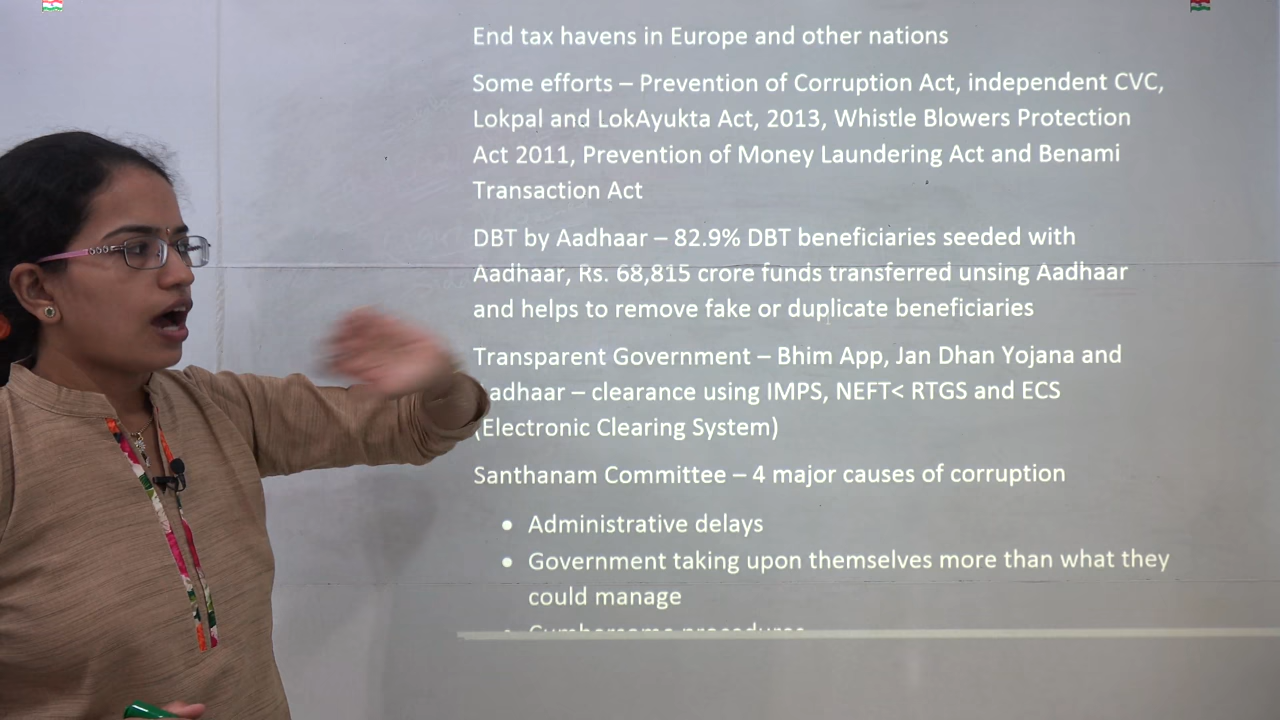 End tax havens in Europe and other nations
Some efforts – Prevention of Corruption Act, independent CVC,
Lokpal and LokAyukta Act, 2013, Whistle Blowers Protection
Act 2011, Prevention of Money Laundering Act and Benami
Transaction Act
DBT by Aadhaar – 82.9% DBT beneficiaries seeded with
Aadhaar, Rs. 68,815 crore funds transferred unsing Aadhaar
and helps to remove fake or duplicate beneficiaries
Transparent Government – Bhim App, Jan Dhan Yojana and
Aadhaar – clearance using IMPS, NEFT< RTGS and ECS
(Electronic Clearing System)
Santhanam Committee – 4 major causes of corruption
• Administrative delays
• Government taking upon themselves more than what they
could manage
• Cumbersome procedures